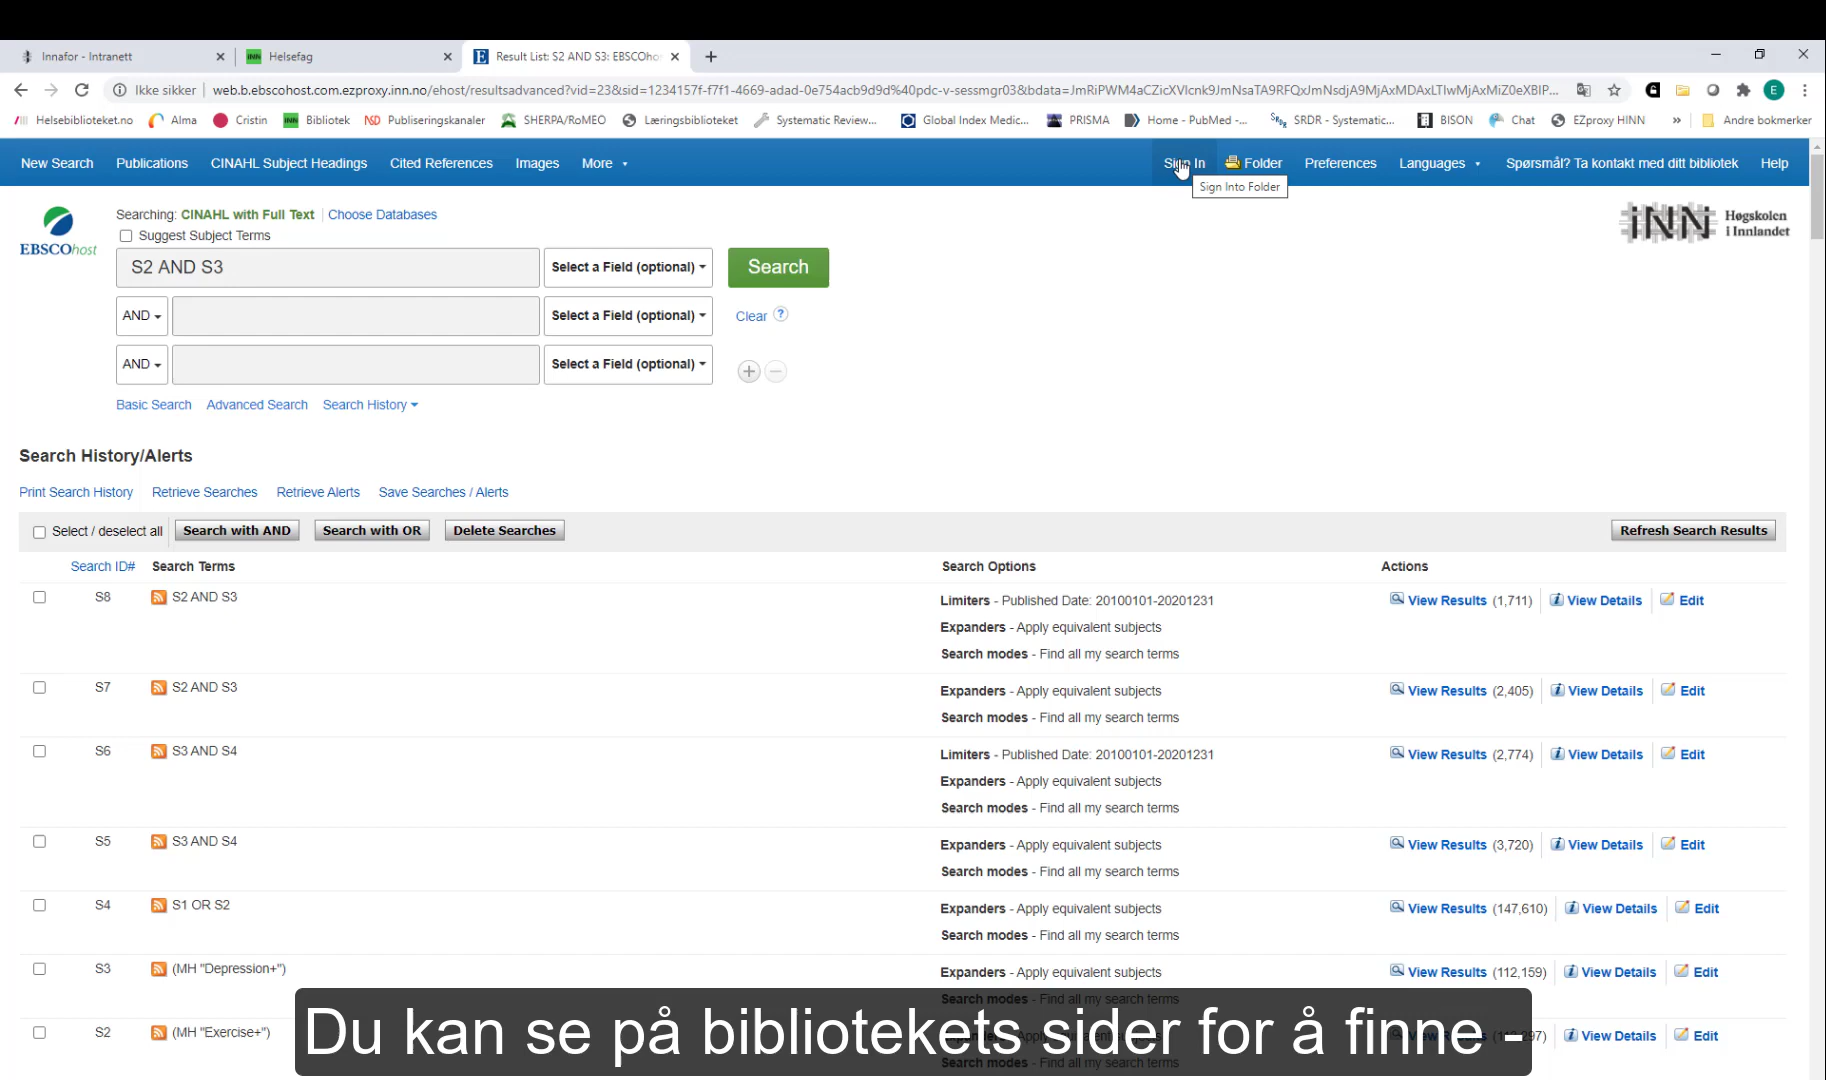 Innafor - Intranett
Helsefag
Result List: S2 AND S3: EBSCOhos
Ikke sikker
web.b.ebscohost.com.ezproxy.inn.no/ehost/resultsadvanced?vid=23&sid=1234157f-f7f1-4669-adad-0e754acb9d9d%40pdc-v-sessmgr03&bdata=JmRiPWM4aCZicXVlcnk9JmNsaTA9RFQxJmNsdjA9MjAxMDAxLTIwMjAxMiZ0eXBlP...
Helsebiblioteket.no Alma Cristin Bibliotek Publiseringskanaler SHERPA/RoMEO Læringsbiblioteket Systematic Review... Global Index Medic... PRISMA Home - PubMed -... SRDR - Systematic... BISON Chat EZproxy HINN » Andre bokmerker
New Search Publications CINAHL Subject Headings Cited References Images More Sign In Folder Preferences Languages Spørsmål? Ta kontakt med ditt bibliotek Help
Sign Into Folder
EBSCOhost
Searching: CINAHL with Full Text Choose Databases
Suggest Subject Terms
INN Høgskolen
i Innlandet
S2 AND S3 Select a Field (optional) Search
AND Select a Field (optional) Clear ?
AND Select a Field (optional)
Basic Search Advanced Search Search History
Search History/Alerts
Print Search History Retrieve Searches Retrieve Alerts Save Searches / Alerts
Select / deselect all Search with AND Search with OR Delete Searches Refresh Search Results
Search ID# Search Terms Search Options Actions
S8 S2 AND S3 Limiters - Published Date: 20100101-20201231 View Results (1,711) View Details Edit
Expanders - Apply equivalent subjects
Search modes - Find all my search terms
S7 S2 AND S3 Expanders - Apply equivalent subjects View Results (2,405) View Details Edit
Search modes - Find all my search terms
S6 S3 AND S4 Limiters - Published Date: 20100101-20201231 View Results (2,774) View Details Edit
Expanders - Apply equivalent subjects
Search modes - Find all my search terms
S5 S3 AND S4 Expanders - Apply equivalent subjects View Results (3,720) View Details Edit
Search modes - Find all my search terms
S4 S1 OR S2 Expanders - Apply equivalent subjects View Results (147,610) View Details Edit
Search modes - Find all my search terms
S3 (MH "Depression+") Expanders - Apply equivalent subjects View Results (112,159) View Details Edit
Search modes - Find all my search terms
S2 (MH "Exercise+") View Details Edit
Du kan se på bibliotekets sider for å finne -